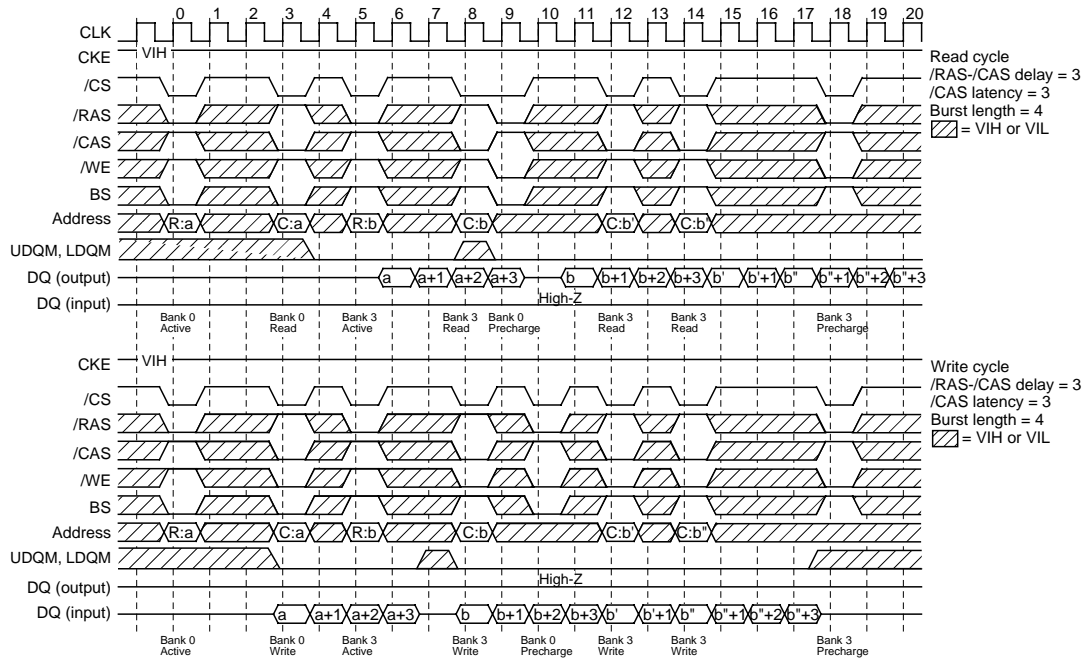 0 1 2 3 4 5 6 7 8 9 10 11 12 13 14 15 16 17 18 19 20
CLK
CKE VIH
/CS
/RAS
/CAS
/WE
BS
Address R:a C:a R:b C:b C:b' C:b"
UDQM, LDQM
DQ (output) a a+1 a+2 a+3 b b+1 b+2 b+3 b' b'+1 b" b"+1 b"+2 b"+3
High-Z
DQ (input)
Bank 0 Active
Bank 0 Read
Bank 3 Active
Bank 3 Read
Bank 0 Precharge
Bank 3 Read
Bank 3 Read
Bank 3 Precharge
Read cycle
/RAS-/CAS delay = 3
/CAS latency = 3
Burst length = 4
= VIH or VIL
CKE VIH
/CS
/RAS
/CAS
/WE
BS
Address R:a C:a R:b C:b C:b' C:b"
UDQM, LDQM
High-Z
DQ (output)
DQ (input) a a+1 a+2 a+3 b b+1 b+2 b+3 b' b'+1 b" b"+1 b"+2 b"+3
Bank 0 Active
Bank 0 Write
Bank 3 Active
Bank 3 Write
Bank 0 Precharge
Bank 3 Write
Bank 3 Write
Bank 3 Precharge
Write cycle
/RAS-/CAS delay = 3
/CAS latency = 3
Burst length = 4
= VIH or VIL